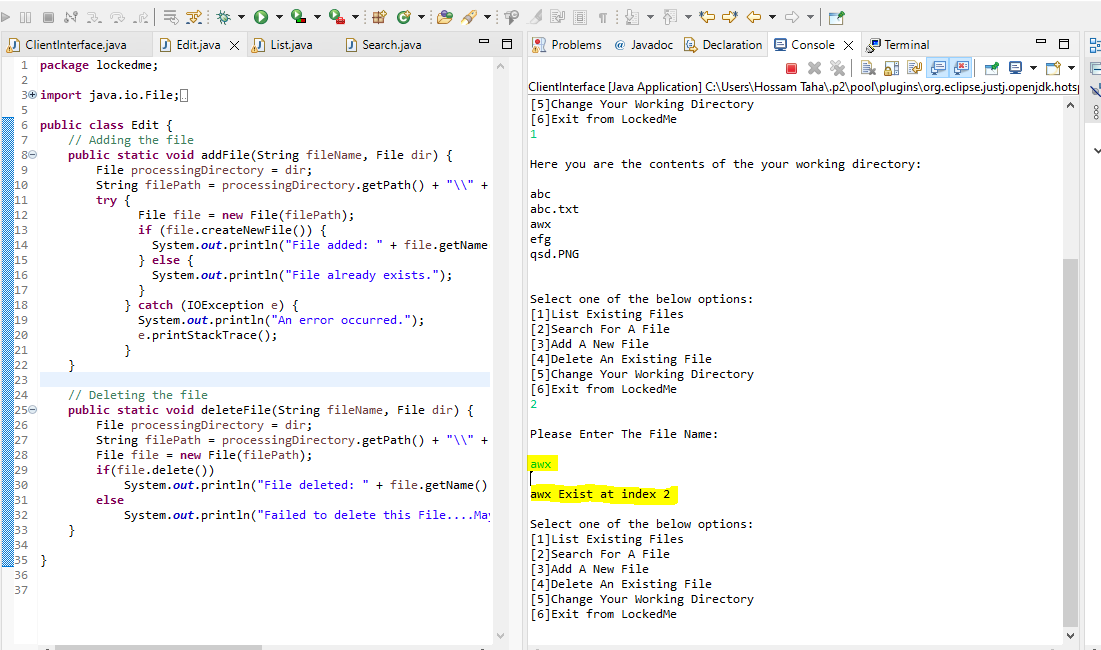 ClientInterface.java
Edit.java
List.java
Search.java
1 package lockedme;
2
3 import java.io.File;
5
6 public class Edit {
7 // Adding the file
8 public static void addFile(String fileName, File dir) {
9 File processingDirectory = dir;
10 String filePath = processingDirectory.getPath() + "\\" +
11 try {
12 File file = new File(filePath);
13 if (file.createNewFile()) {
14 System.out.println("File added: " + file.getName
15 } else {
16 System.out.println("File already exists.");
17 }
18 } catch (IOException e) {
19 System.out.println("An error occurred.");
20 e.printStackTrace();
21 }
22 }
23
24 // Deleting the file
25 public static void deleteFile(String fileName, File dir) {
26 File processingDirectory = dir;
27 String filePath = processingDirectory.getPath() + "\\" +
28 File file = new File(filePath);
29 if(file.delete())
30 System.out.println("File deleted: " + file.getName()
31 else
32 System.out.println("Failed to delete this File....Ma
33 }
34
35 }
36
37
Problems
@ Javadoc
Declaration
Console
Terminal
ClientInterface [Java Application] C:\Users\Hossam Taha\.p2\pool\plugins\org.eclipse.justj.openjdk.hotsp
[5]Change Your Working Directory
[6]Exit from LockedMe
1
Here you are the contents of the your working directory:
abc
abc.txt
awx
efg
qsd.PNG
Select one of the below options:
[1]List Existing Files
[2]Search For A File
[3]Add A New File
[4]Delete An Existing File
[5]Change Your Working Directory
[6]Exit from LockedMe
2
Please Enter The File Name:
awx
awx Exist at index 2
Select one of the below options:
[1]List Existing Files
[2]Search For A File
[3]Add A New File
[4]Delete An Existing File
[5]Change Your Working Directory
[6]Exit from LockedMe